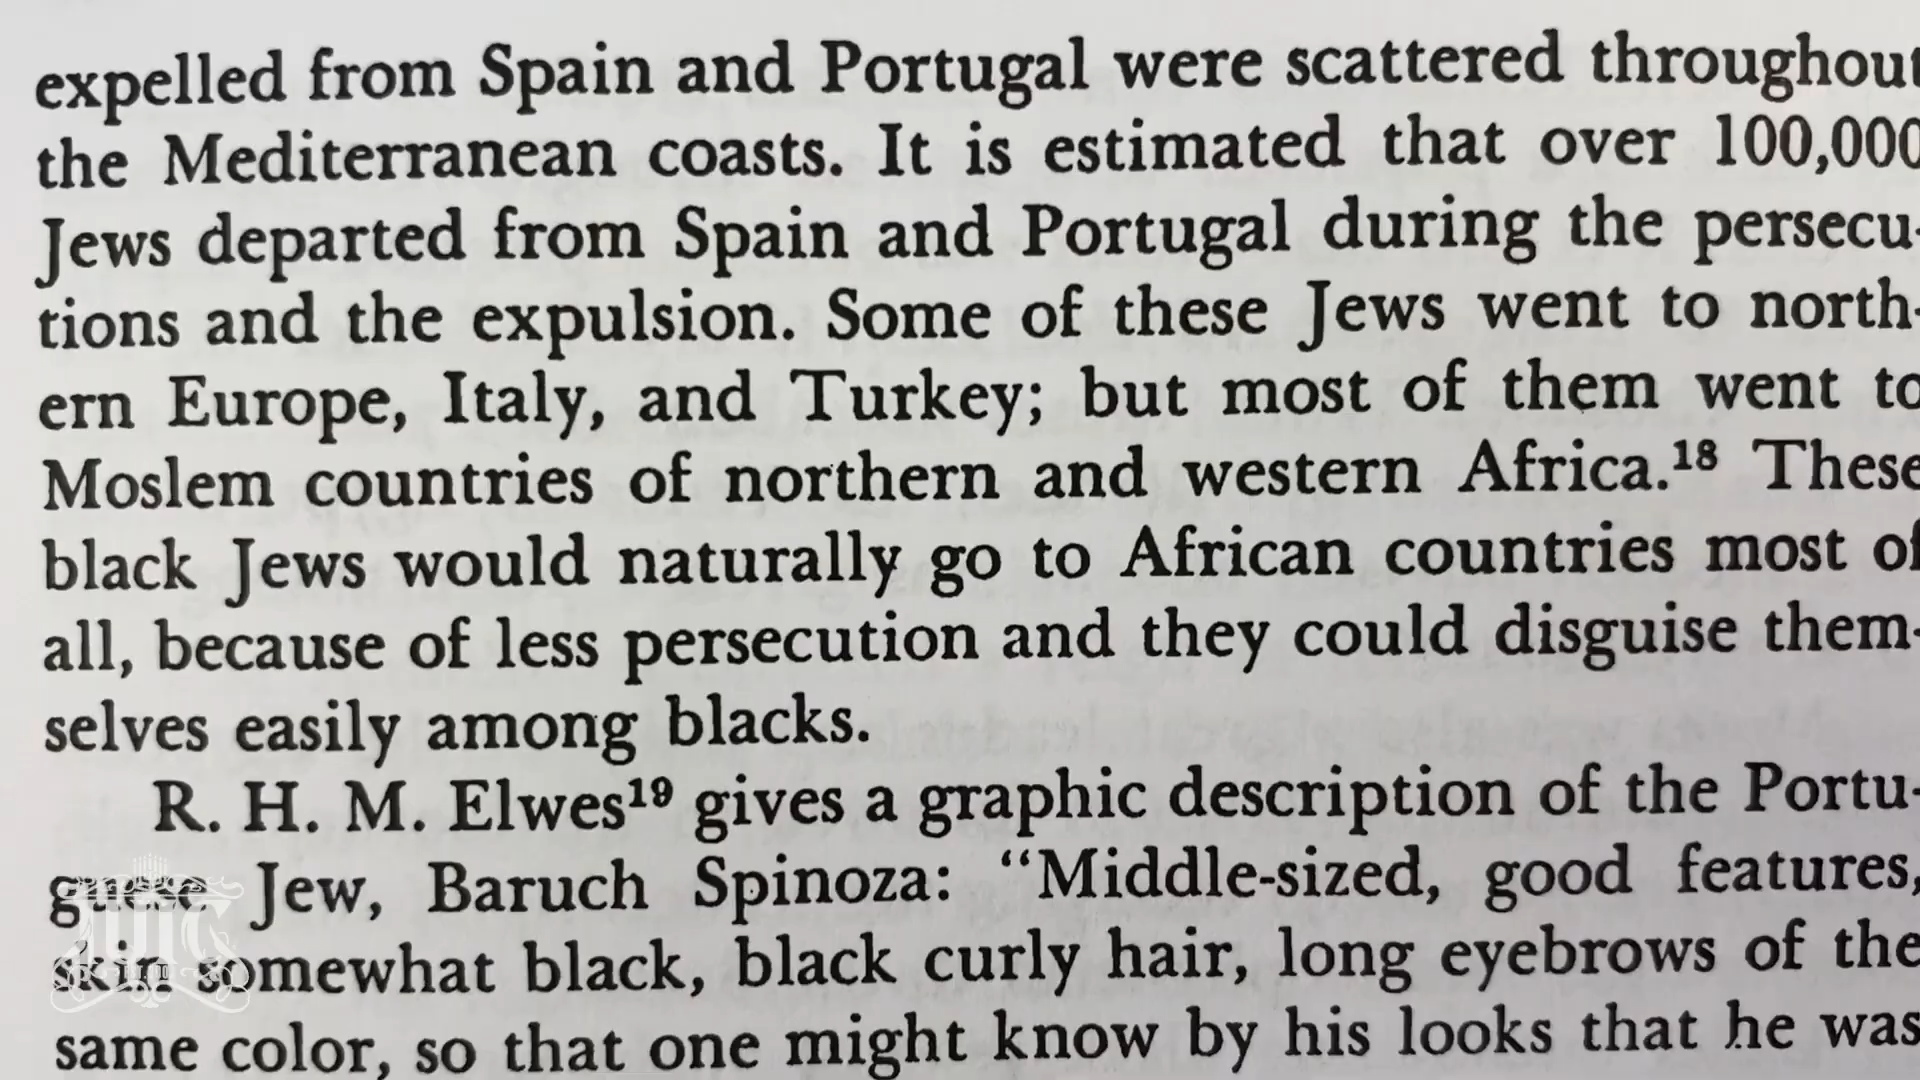 expelled from Spain and Portugal were scattered throughout
the Mediterranean coasts. It is estimated that over 100,000
Jews departed from Spain and Portugal during the persecu-
tions and the expulsion. Some of these Jews went to north-
ern Europe, Italy, and Turkey; but most of them went to
Moslem countries of northern and western Africa.¹⁸ These
black Jews would naturally go to African countries most of
all, because of less persecution and they could disguise them-
selves easily among blacks.
R. H. M. Elwes¹⁹ gives a graphic description of the Portu-
guese Jew, Baruch Spinoza: “Middle-sized, good features,
skin somewhat black, black curly hair, long eyebrows of the
same color, so that one might know by his looks that he was